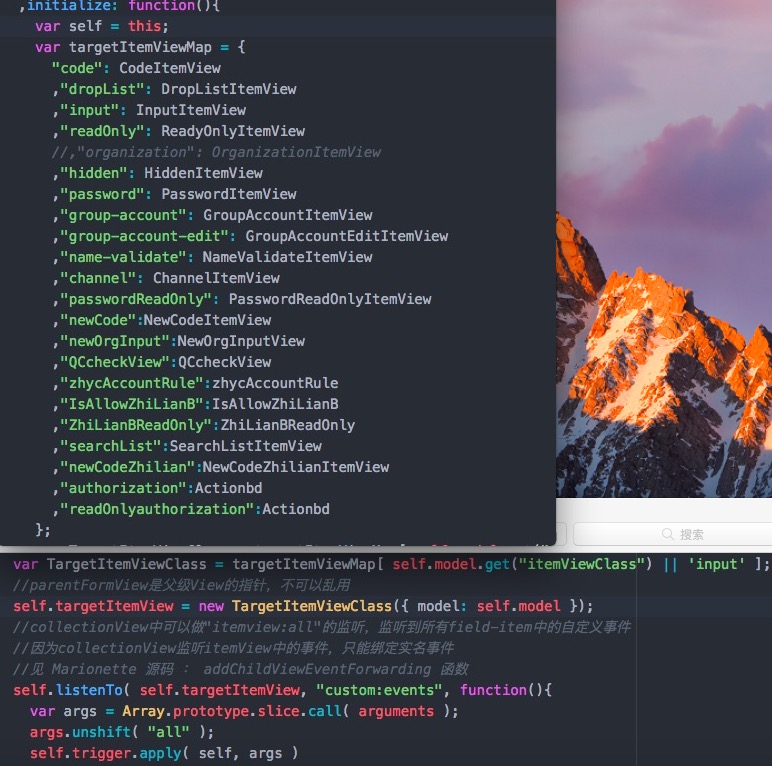 ,initialize: function(){
var self = this;
var targetItemViewMap = {
"code": CodeItemView
,"dropList": DropListItemView
,"input": InputItemView
,"readOnly": ReadyOnlyItemView
//,"organization": OrganizationItemView
,"hidden": HiddenItemView
,"password": PasswordItemView
,"group-account": GroupAccountItemView
,"group-account-edit": GroupAccountEditItemView
,"name-validate": NameValidateItemView
,"channel": ChannelItemView
,"passwordReadOnly": PasswordReadOnlyItemView
,"newCode":NewCodeItemView
,"newOrgInput":NewOrgInputView
,"QCcheckView":QCcheckView
,"zhycAccountRule":zhycAccountRule
,"IsAllowZhiLianB":IsAllowZhiLianB
,"ZhiLianBReadOnly":ZhiLianBReadOnly
,"searchList":SearchListItemView
,"newCodeZhilian":NewCodeZhilianItemView
,"authorization":Actionbd
,"readOnlyauthorization":Actionbd
};
搜索
var TargetItemViewClass = targetItemViewMap[ self.model.get("itemViewClass") || 'input' ];
//parentFormView是父级View的指针，不可以乱用
self.targetItemView = new TargetItemViewClass({ model: self.model });
//collectionView中可以做"itemview:all"的监听，监听到所有field-item中的自定义事件
//因为collectionView监听itemView中的事件，只能绑定实名事件
//见 Marionette 源码 ： addChildViewEventForwarding 函数
self.listenTo( self.targetItemView, "custom:events", function(){
var args = Array.prototype.slice.call( arguments );
args.unshift( "all" );
self.trigger.apply( self, args )